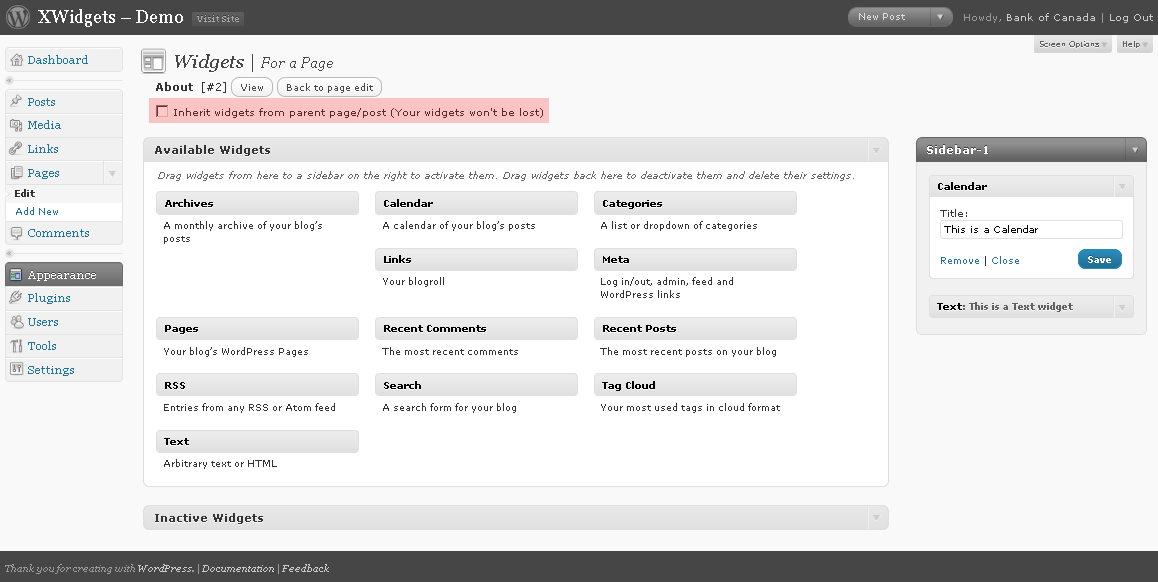 XWidgets – Demo Visit Site New Post Howdy, Bank of Canada | Log Out
Screen Options Help
Dashboard
Posts
Media
Links
Pages
Edit
Add New
Comments
Appearance
Plugins
Users
Tools
Settings
Widgets | For a Page
About [#2] View Back to page edit
Inherit widgets from parent page/post (Your widgets won't be lost)
Available Widgets
Drag widgets from here to a sidebar on the right to activate them. Drag widgets back here to deactivate them and delete their settings.
Archives
A monthly archive of your blog's
posts
Calendar
A calendar of your blog's posts
Categories
A list or dropdown of categories
Links
Your blogroll
Meta
Log in/out, admin, feed and
WordPress links
Pages
Your blog's WordPress Pages
Recent Comments
The most recent comments
Recent Posts
The most recent posts on your blog
RSS
Entries from any RSS or Atom feed
Search
A search form for your blog
Tag Cloud
Your most used tags in cloud format
Text
Arbitrary text or HTML
Inactive Widgets
Sidebar-1
Calendar
Title:
This is a Calendar
Remove | Close Save
Text: This is a Text widget
Thank you for creating with WordPress. | Documentation | Feedback